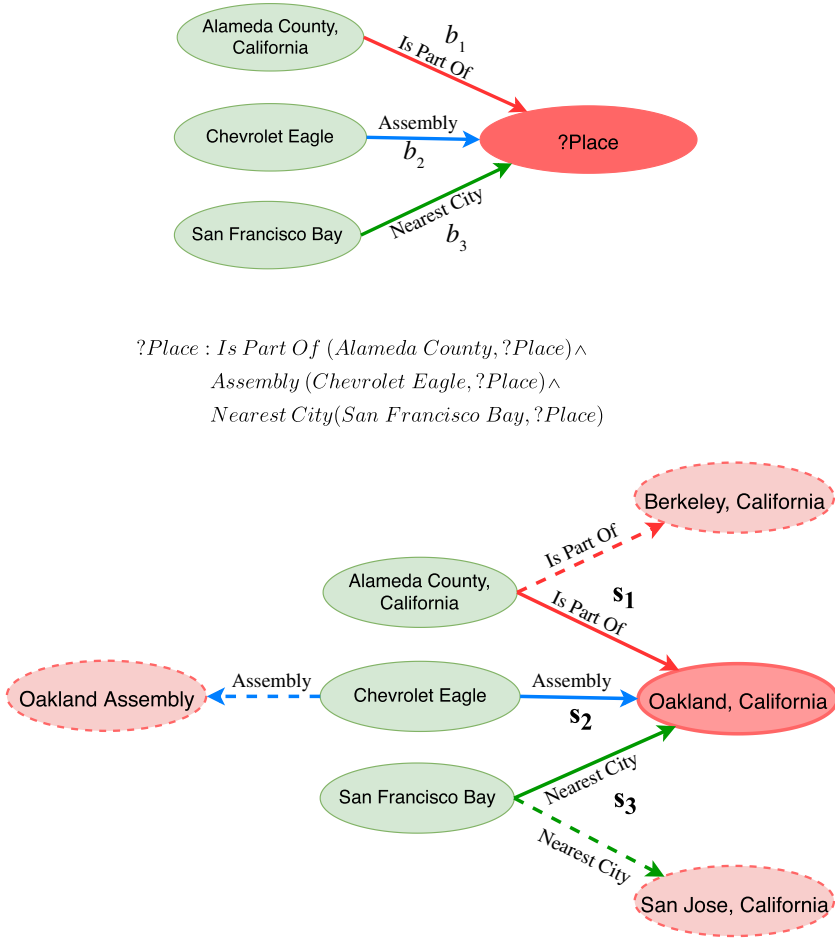 Alameda County,
California
b1
Is Part Of
Chevrolet Eagle
Assembly
b2
?Place
San Francisco Bay
Nearest City
b3
?Place : Is Part Of (Alameda County, ?Place)∧
Assembly (Chevrolet Eagle, ?Place)∧
Nearest City(San Francisco Bay, ?Place)
Berkeley, California
Is Part Of
Alameda County,
California
s1
Is Part Of
Oakland Assembly
Assembly
Chevrolet Eagle
Assembly
s2
Oakland, California
San Francisco Bay
Nearest City
s3
Nearest City
San Jose, California